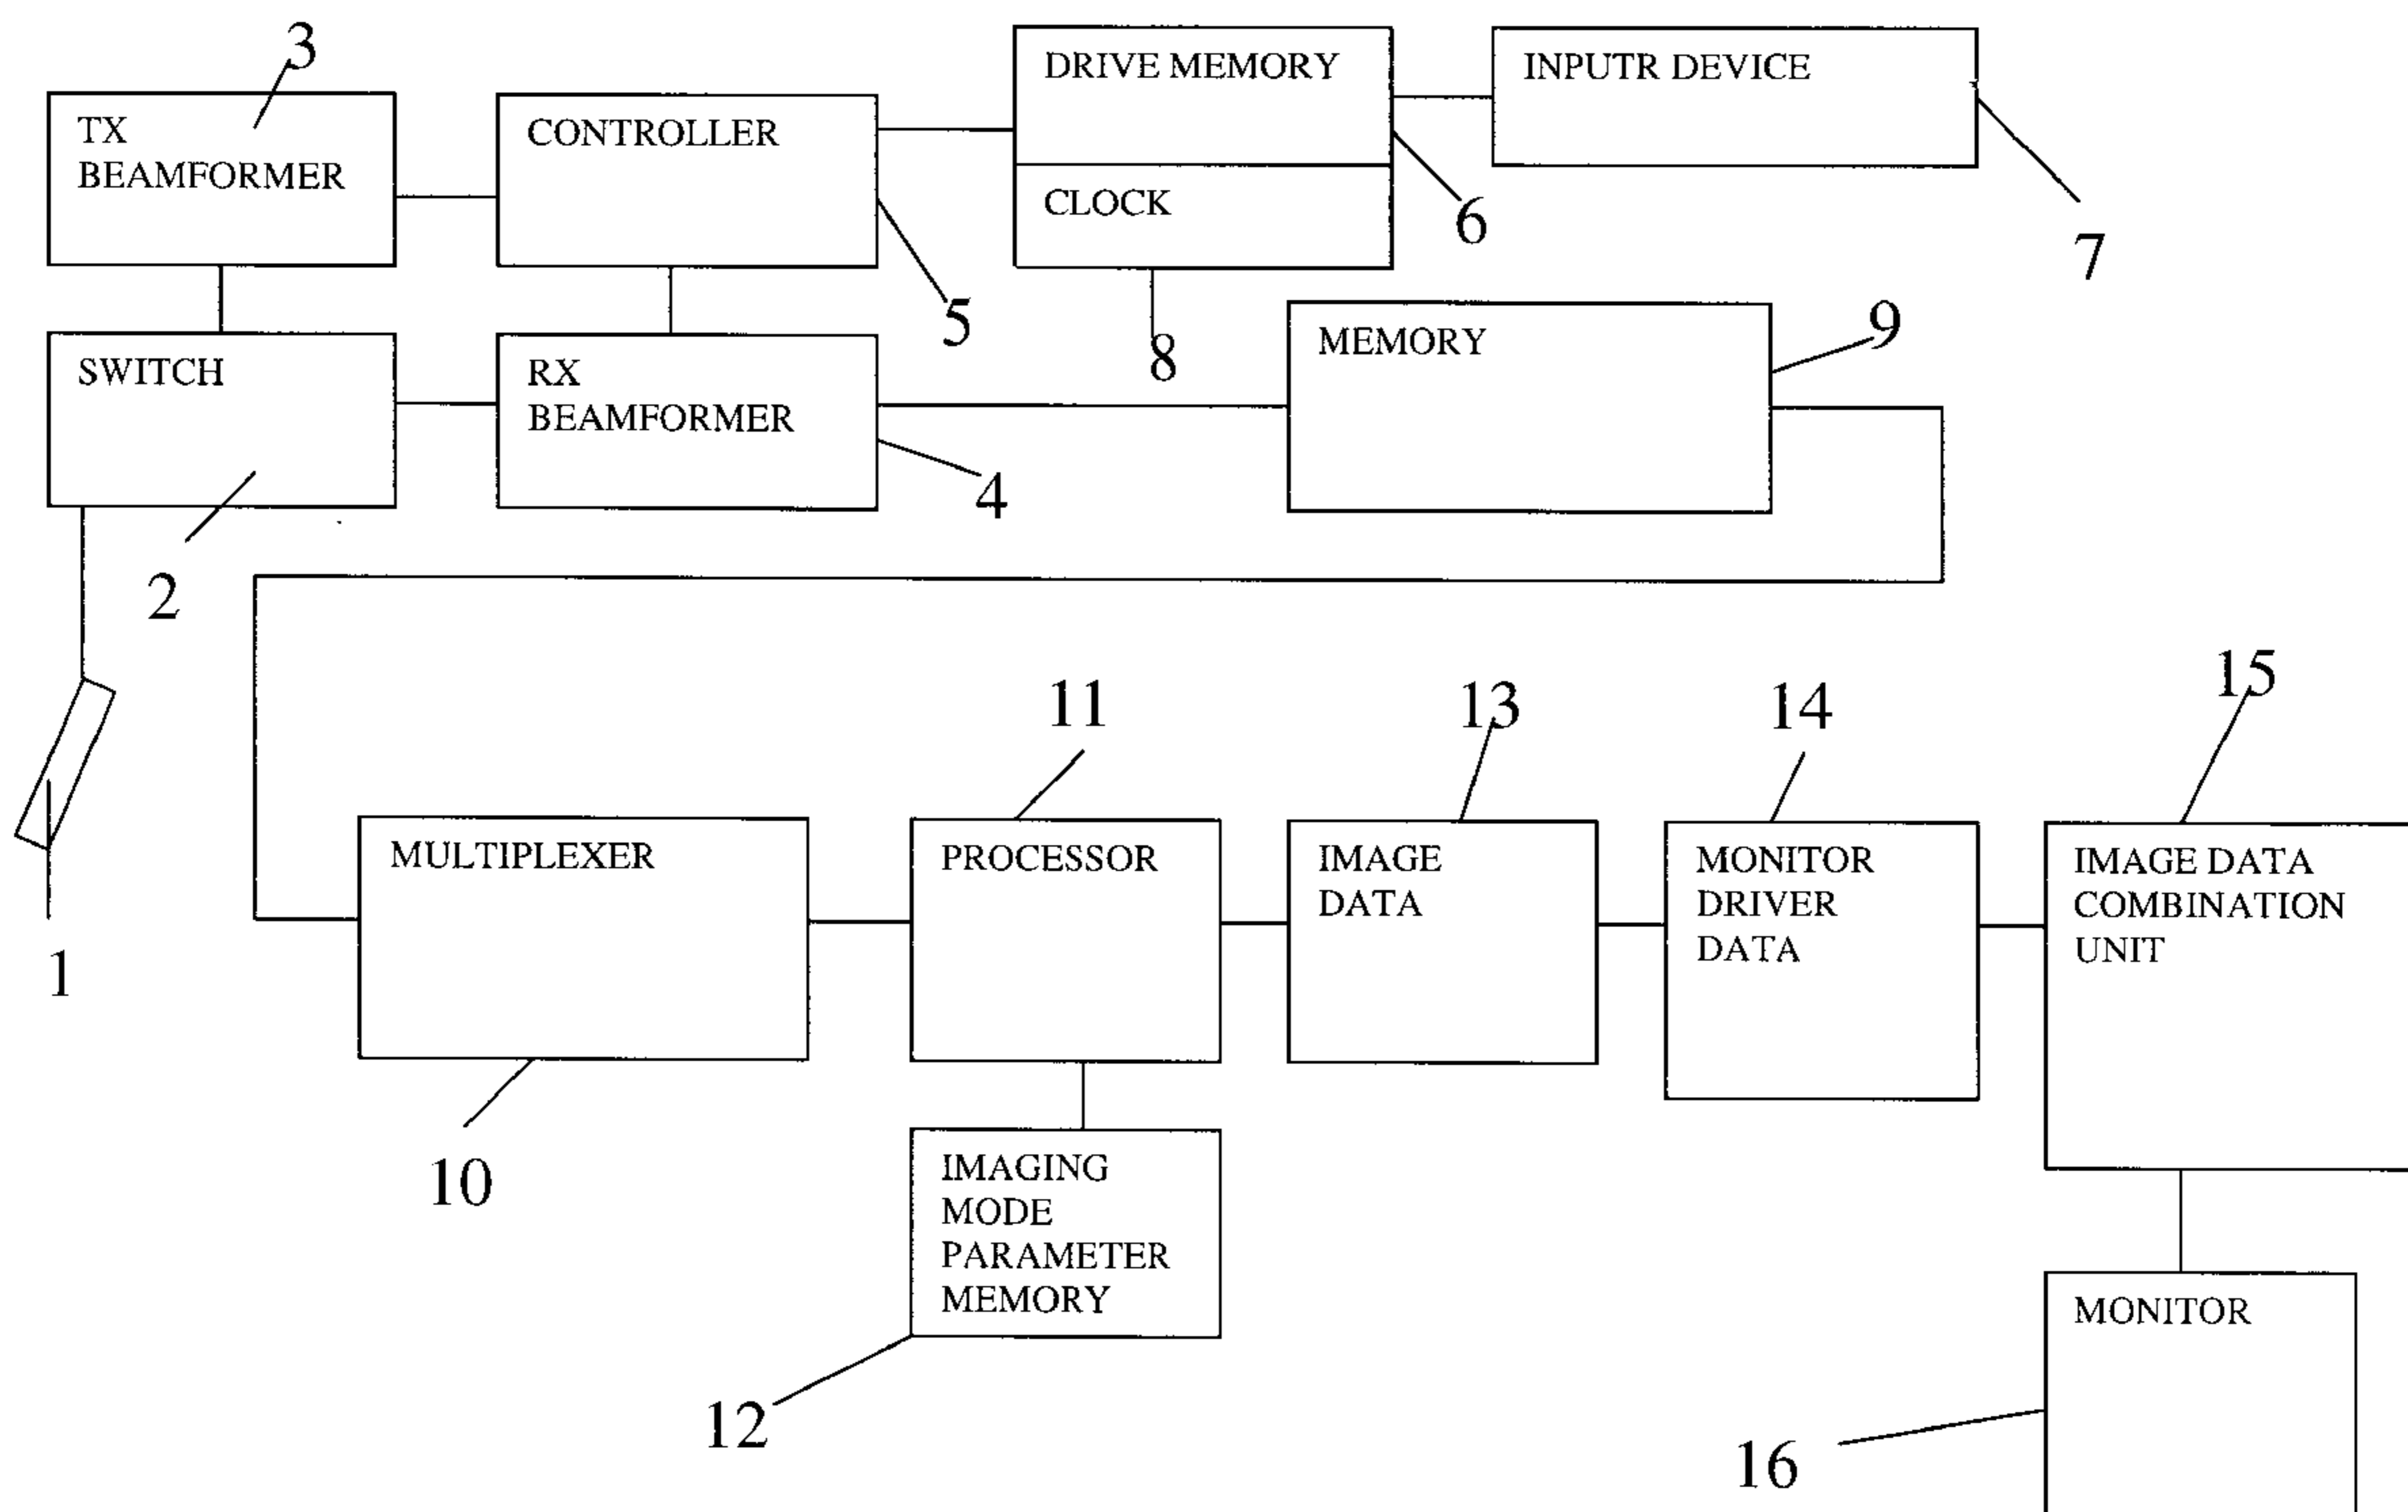 3
TX
BEAMFORMER
CONTROLLER
DRIVE MEMORY
CLOCK
INPUTR DEVICE
6
7
5
8
SWITCH
RX
BEAMFORMER
MEMORY
9
4
2
1
11
13
14
15
MULTIPLEXER
PROCESSOR
IMAGE
DATA
MONITOR
DRIVER
DATA
IMAGE DATA
COMBINATION
UNIT
10
IMAGING
MODE
PARAMETER
MEMORY
12
MONITOR
16